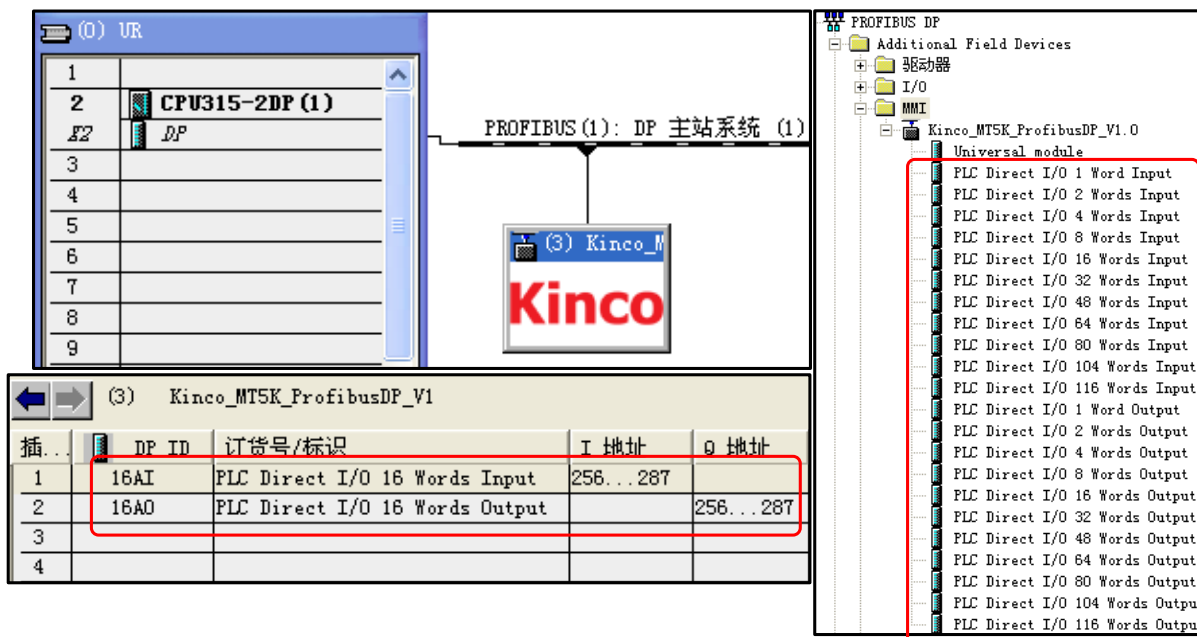 (0) UR
1
2 CPU315-2DP(1)
X2 DP
3
4
5
6
7
8
9
PROFIBUS(1): DP 主站系统 (1)
(3) Kinco_M
Kinco
(3) Kinco_MT5K_ProfibusDP_V1
插... DP ID 订货号/标识 I 地址 Q 地址
1 16AI PLC Direct I/O 16 Words Input 256...287
2 16AO PLC Direct I/O 16 Words Output 256...287
3
4
PROFIBUS DP
Additional Field Devices
驱动器
I/O
MMI
Kinco_MT5K_ProfibusDP_V1.0
Universal module
PLC Direct I/O 1 Word Input
PLC Direct I/O 2 Words Input
PLC Direct I/O 4 Words Input
PLC Direct I/O 8 Words Input
PLC Direct I/O 16 Words Input
PLC Direct I/O 32 Words Input
PLC Direct I/O 48 Words Input
PLC Direct I/O 64 Words Input
PLC Direct I/O 80 Words Input
PLC Direct I/O 104 Words Input
PLC Direct I/O 116 Words Input
PLC Direct I/O 1 Word Output
PLC Direct I/O 2 Words Output
PLC Direct I/O 4 Words Output
PLC Direct I/O 8 Words Output
PLC Direct I/O 16 Words Output
PLC Direct I/O 32 Words Output
PLC Direct I/O 48 Words Output
PLC Direct I/O 64 Words Output
PLC Direct I/O 80 Words Output
PLC Direct I/O 104 Words Outpu
PLC Direct I/O 116 Words Outpu